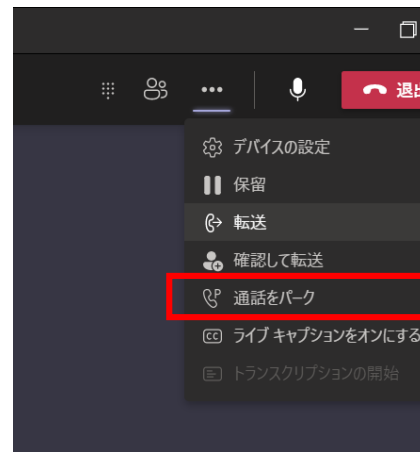 退出
デバイスの設定
保留
転送
確認して転送
通話をパーク
CC ライブ キャプションをオンにする
トランスクリプションの開始